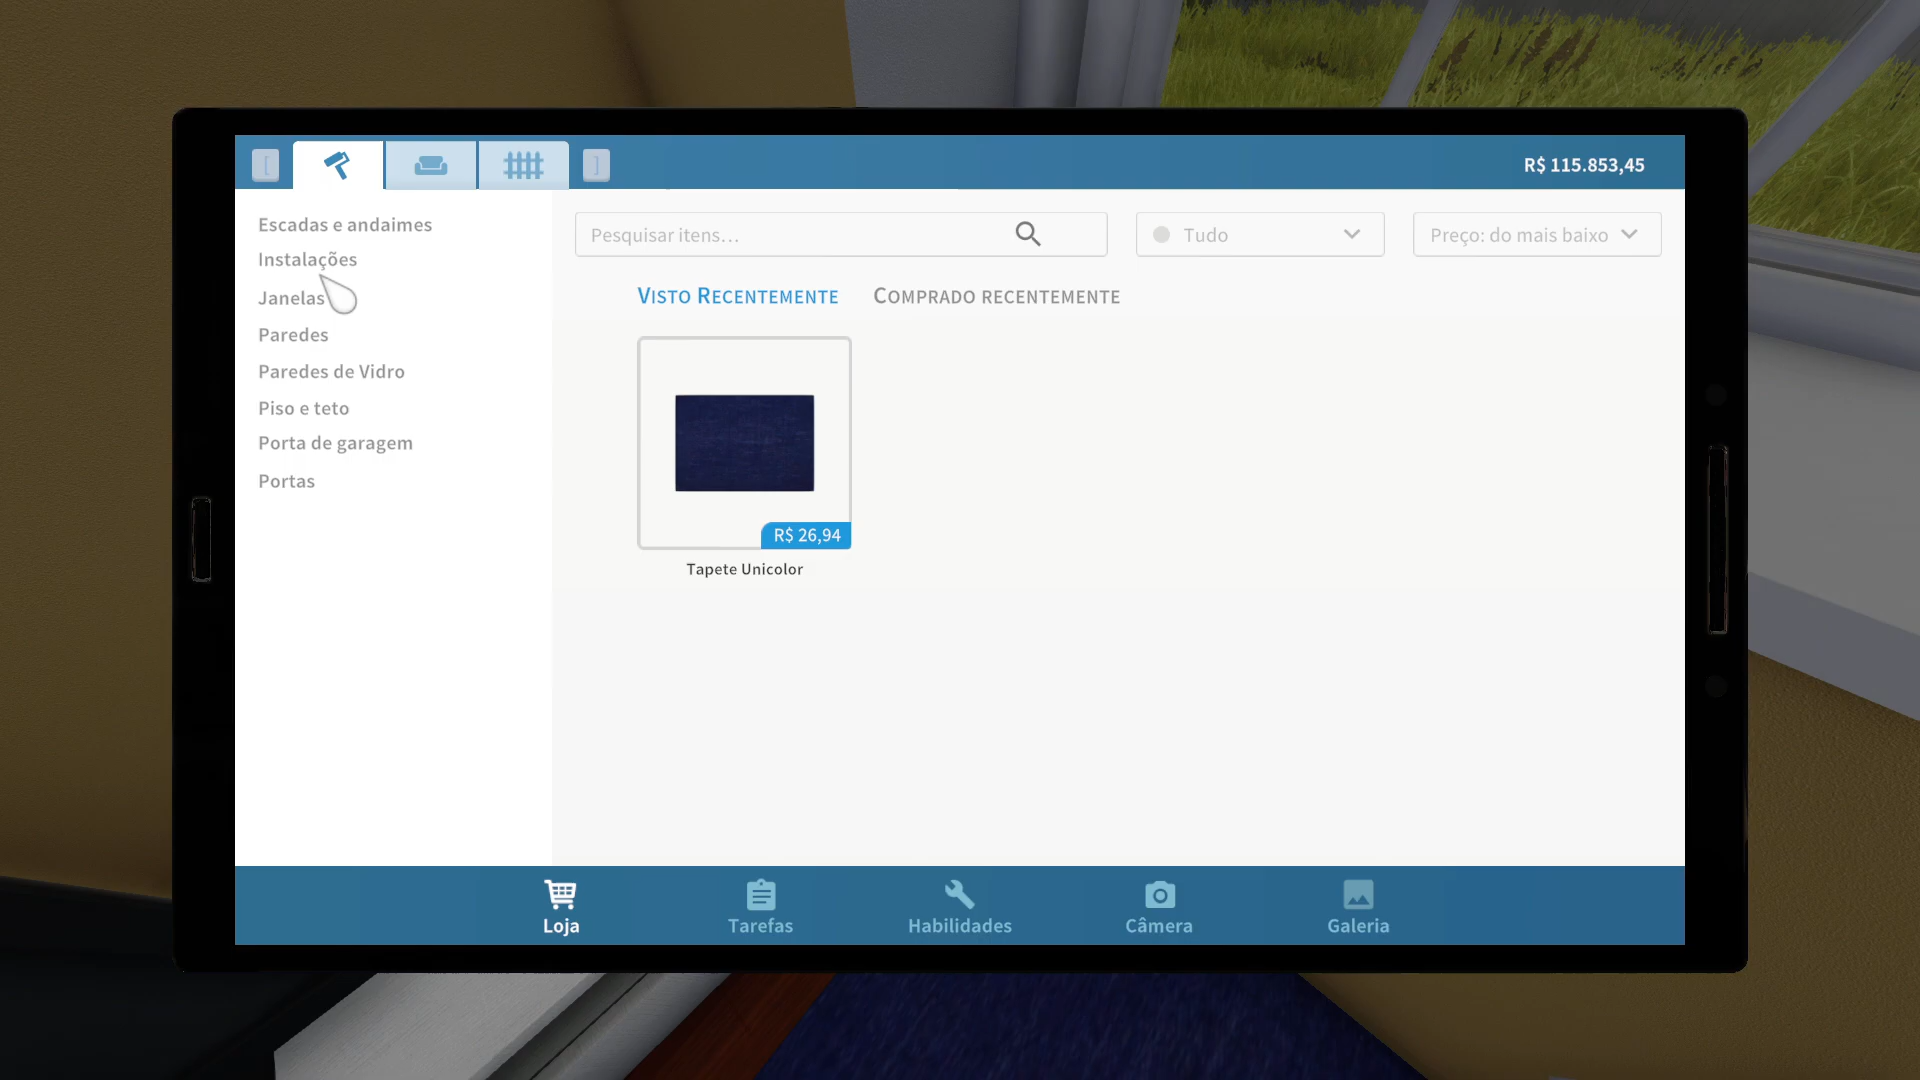 [
]
R$ 115.853,45
Escadas e andaimes
Instalações
Janelas
Paredes
Paredes de Vidro
Piso e teto
Porta de garagem
Portas
Pesquisar itens...
Tudo
Preço: do mais baixo
VISTO RECENTEMENTE
COMPRADO RECENTEMENTE
R$ 26,94
Tapete Unicolor
Loja
Tarefas
Habilidades
Câmera
Galeria